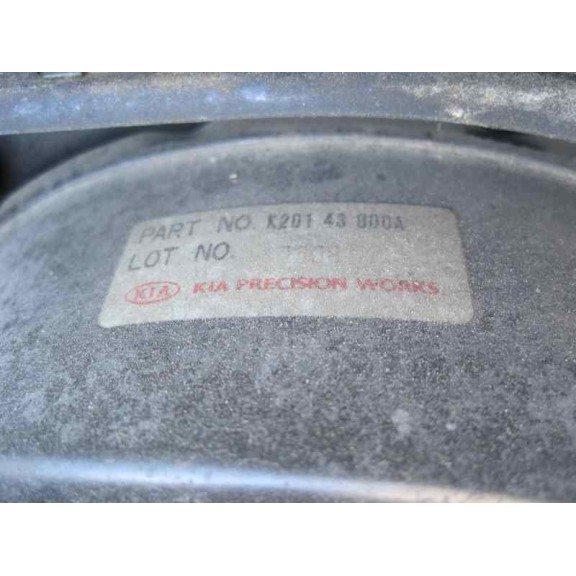 PART NO. K201 43 800A
LOT NO.
KIA KIA PRECISION WORKS